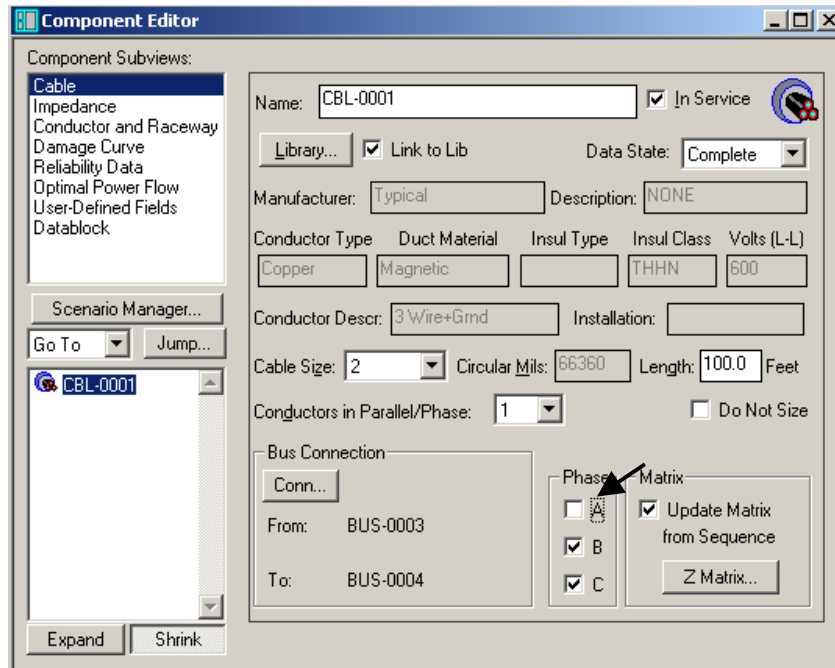 Component Editor
Component Subviews:
Cable
Impedance
Conductor and Raceway
Damage Curve
Reliability Data
Optimal Power Flow
User-Defined Fields
Datablock
Scenario Manager...
Go To Jump...
CBL-0001
Expand Shrink
Name: CBL-0001 In Service
Library... Link to Lib Data State: Complete
Manufacturer: Typical Description: NONE
Conductor Type Duct Material Insul Type Insul Class Volts (L-L)
Copper Magnetic THHN 600
Conductor Descr: 3 Wire+Grnd Installation:
Cable Size: 2 Circular Mils: 66360 Length: 100.0 Feet
Conductors in Parallel/Phase: 1 Do Not Size
Bus Connection
Conn...
From: BUS-0003
To: BUS-0004
Phase
A
B
C
Matrix
Update Matrix
from Sequence
Z Matrix...